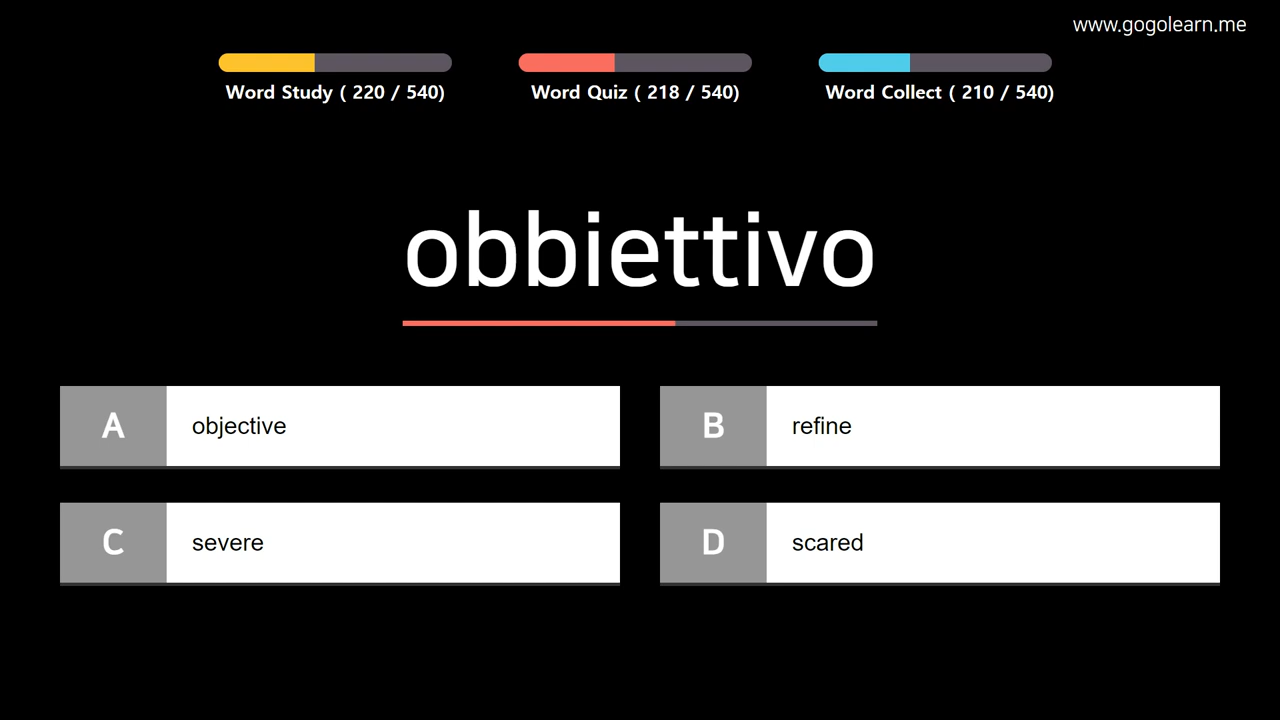 www.gogolearn.me
Word Study ( 220 / 540)
Word Quiz ( 218 / 540)
Word Collect ( 210 / 540)
obbiettivo
A objective
B refine
C severe
D scared